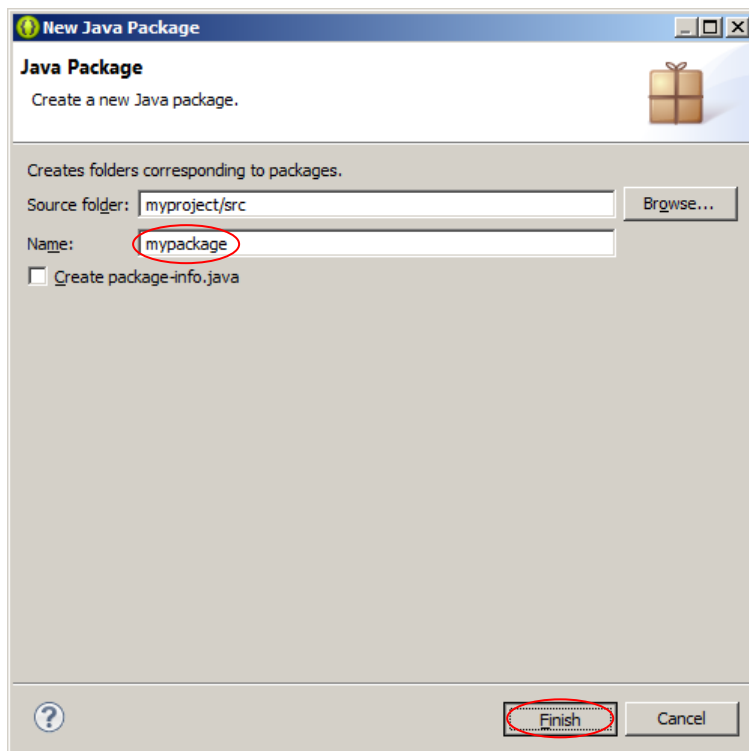 New Java Package
Java Package
Create a new Java package.
Creates folders corresponding to packages.
Source folder: myproject/src Browse...
Name: mypackage
Create package-info.java
? Finish Cancel